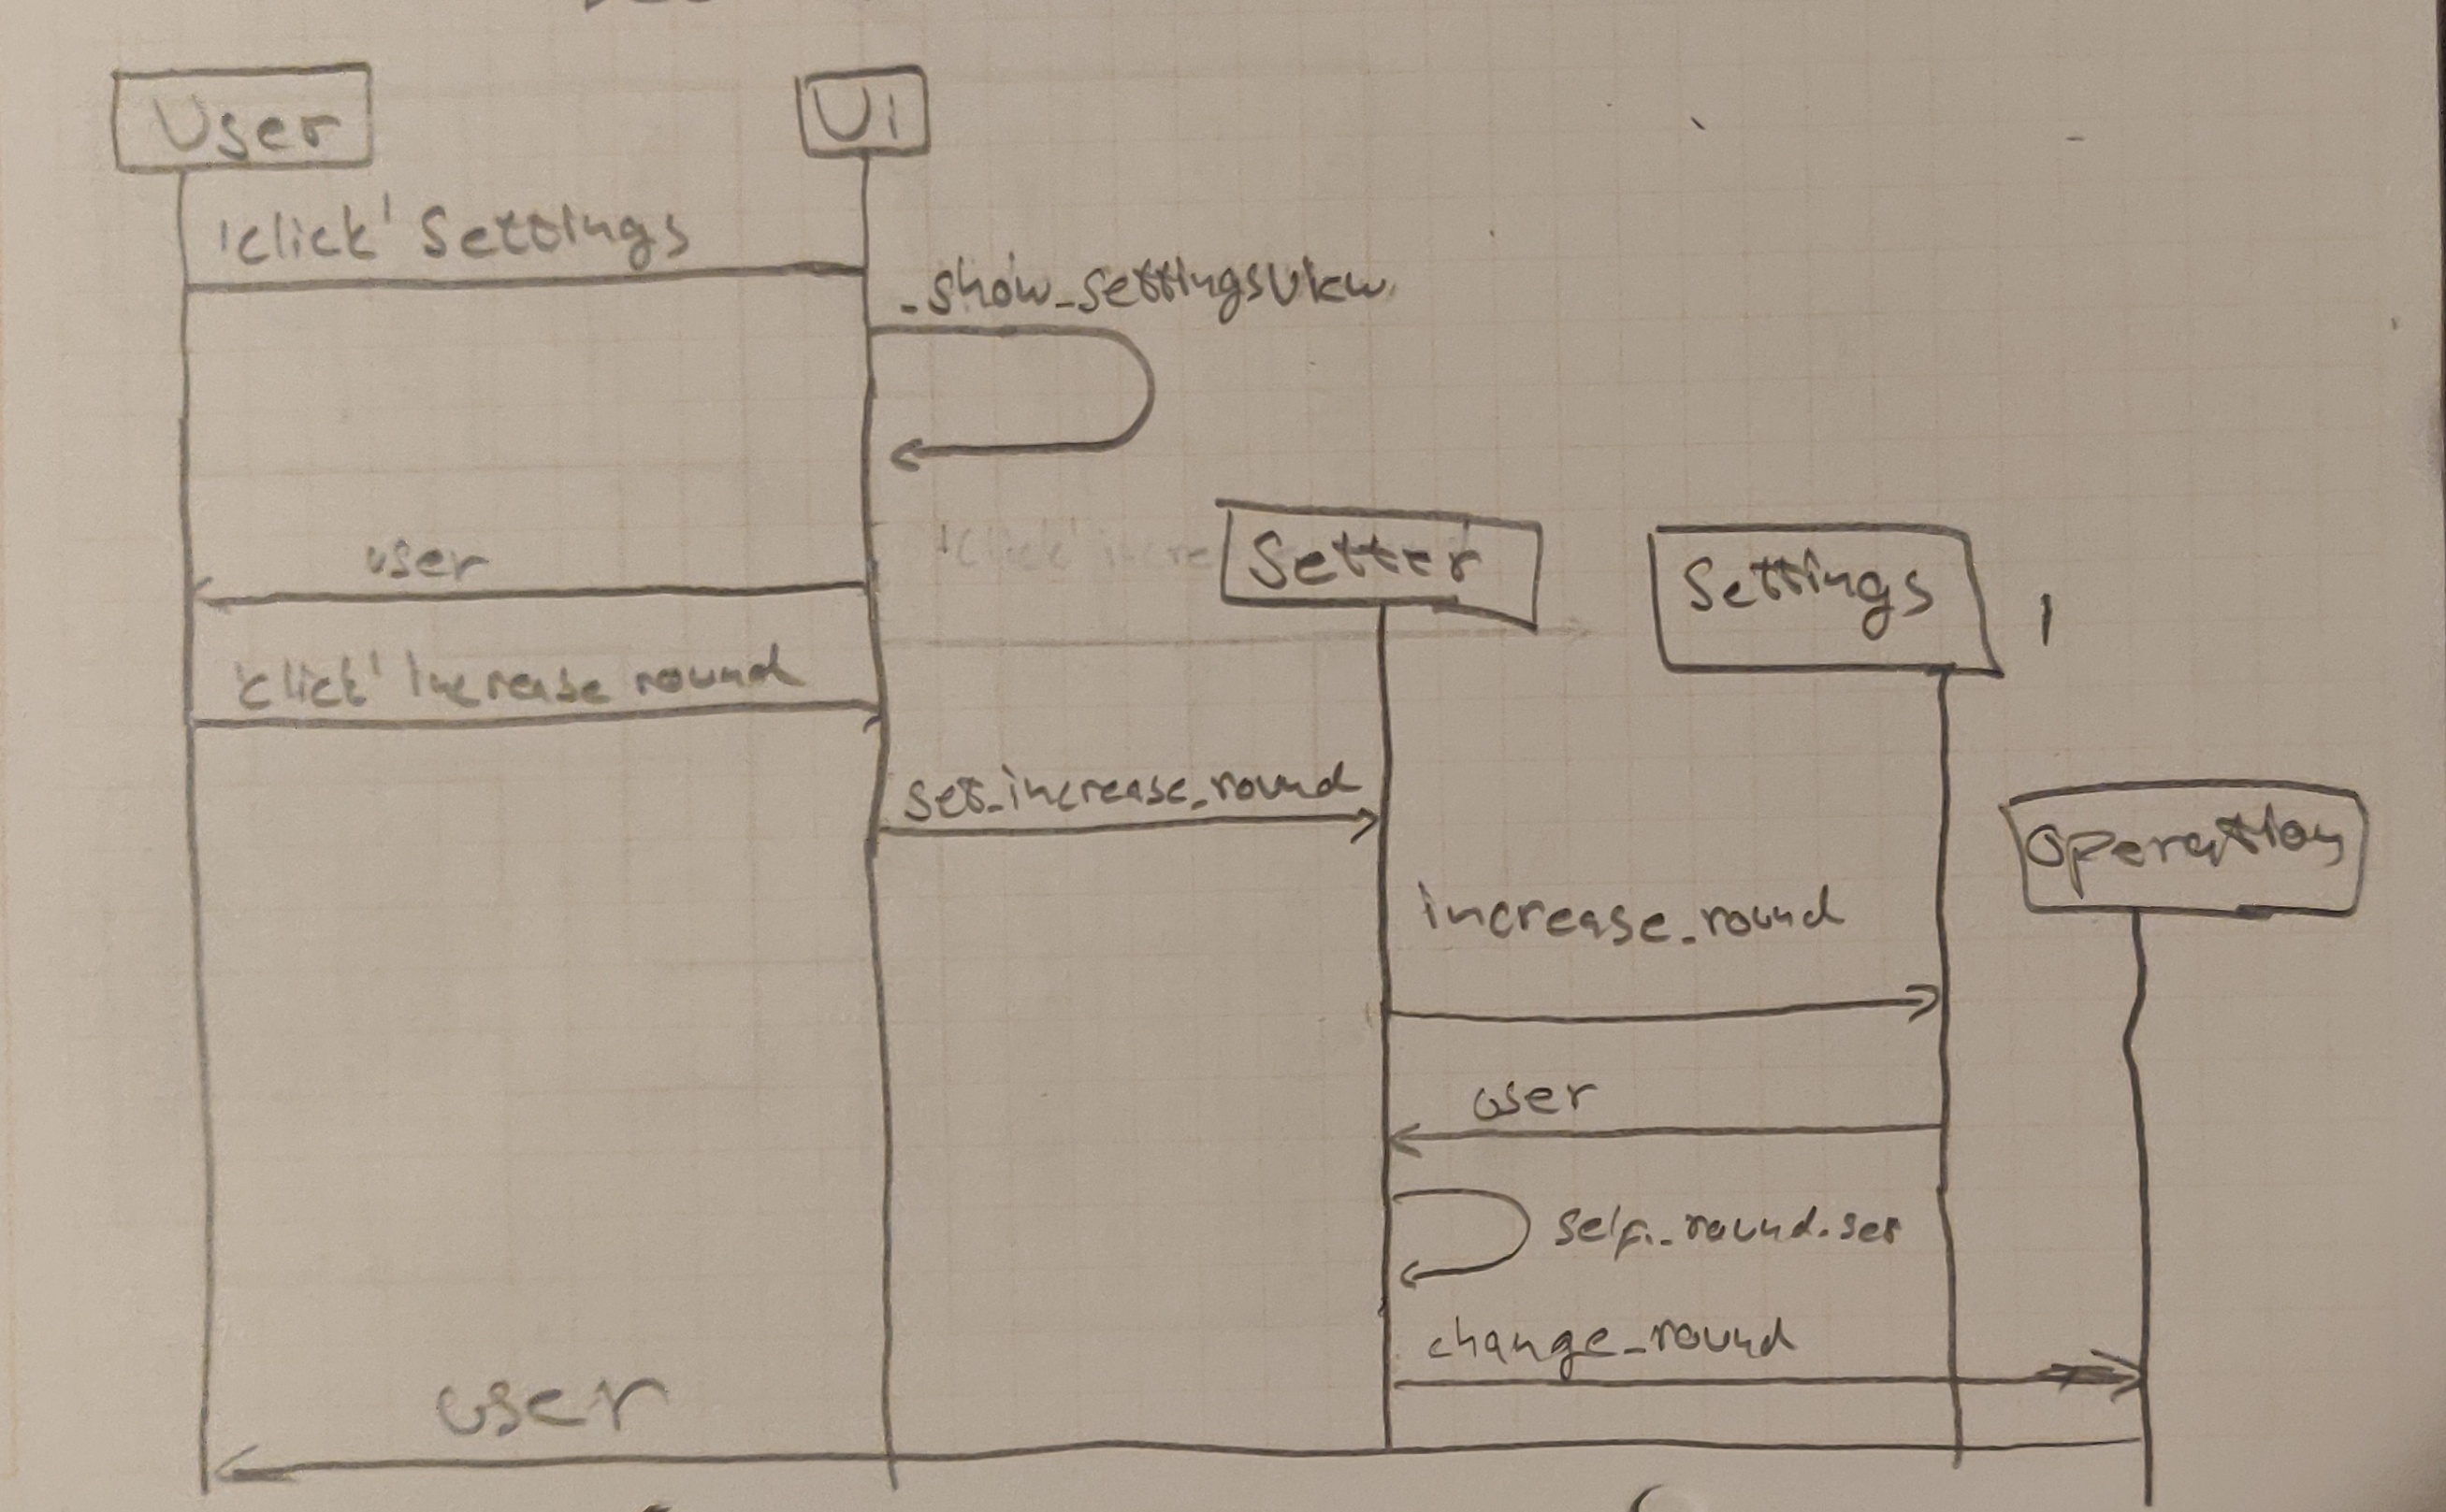 User
UI
'click' Settings
_show_settingsView
user
'click' incre
Setter
Settings
'click' increase round
set_increase_round
Operation
increase_round
user
self._round.set
change_round
user